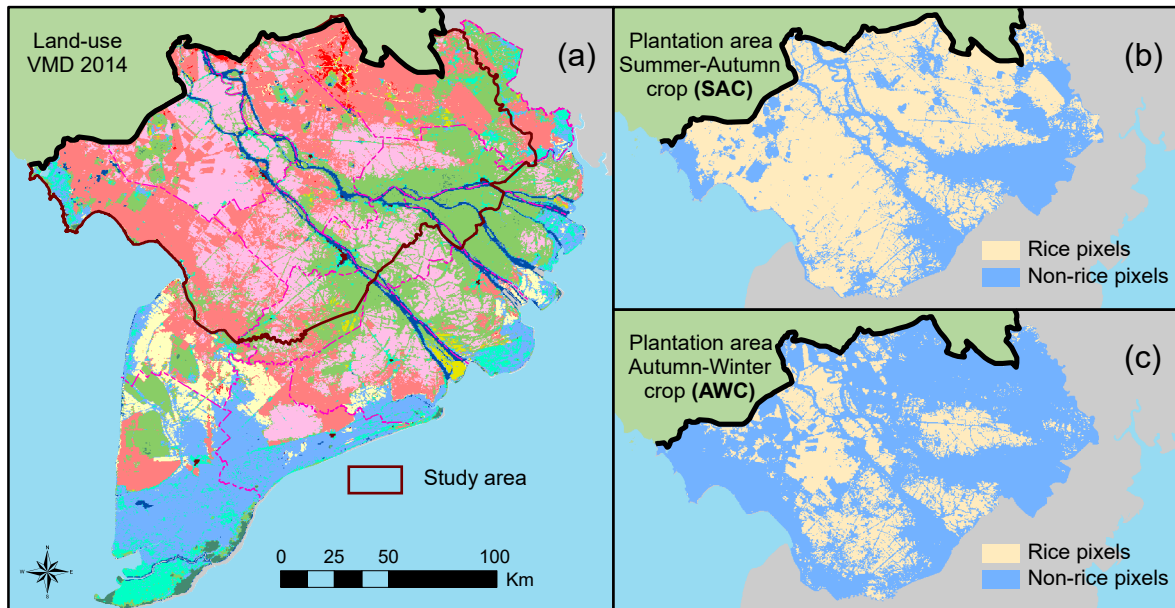 Land-use
VMD 2014
(a)
Study area
N
W E
S
0 25 50 100
Km
Plantation area
Summer-Autumn
crop (SAC)
(b)
Rice pixels
Non-rice pixels
Plantation area
Autumn-Winter
crop (AWC)
(c)
Rice pixels
Non-rice pixels